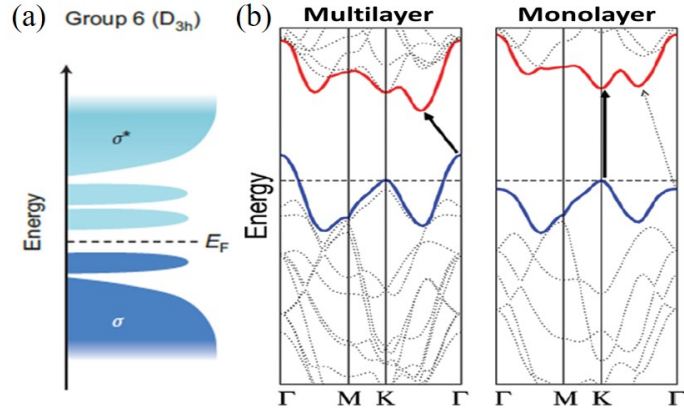 (a)
Group 6 (D3h)
Energy
σ*
EF
σ
(b)
Multilayer
Monolayer
Energy
Γ M K Γ
Γ M K Γ